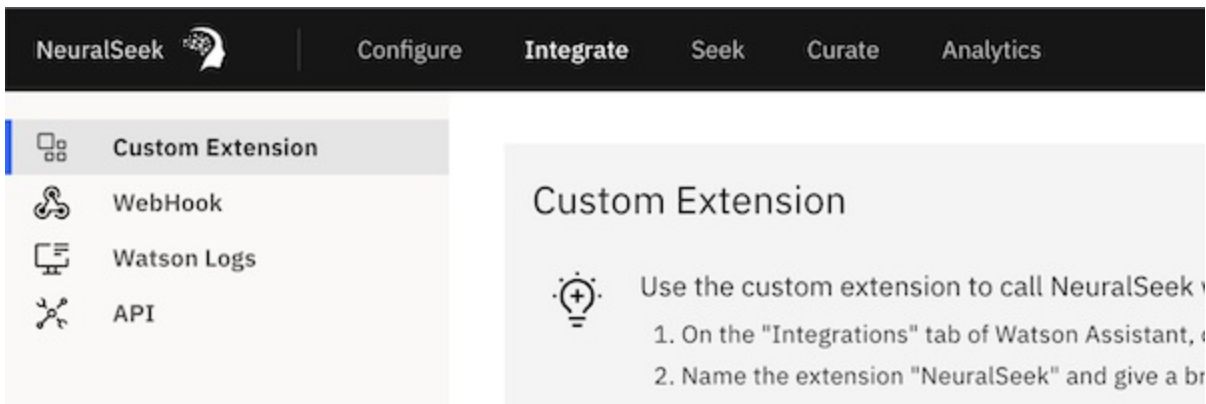 NeuralSeek Configure Integrate Seek Curate Analytics
Custom Extension
WebHook
Watson Logs
API
Custom Extension
Use the custom extension to call NeuralSeek
1. On the "Integrations" tab of Watson Assistant,
2. Name the extension "NeuralSeek" and give a